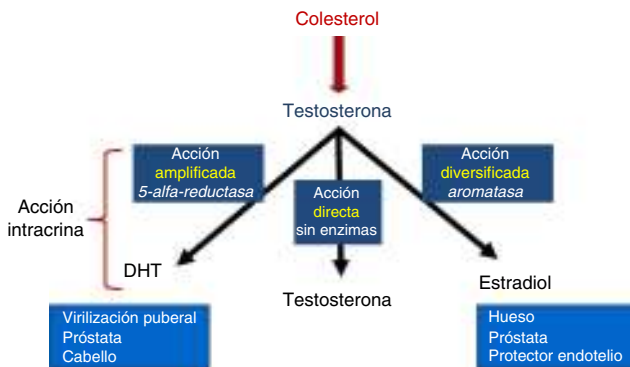 Colesterol
Testosterona
Acción
amplificada
5-alfa-reductasa
Acción
directa
sin enzimas
Acción
diversificada
aromatasa
Acción
intracrina
DHT
Testosterona
Estradiol
Virilización puberal
Próstata
Cabello
Hueso
Próstata
Protector endotelio